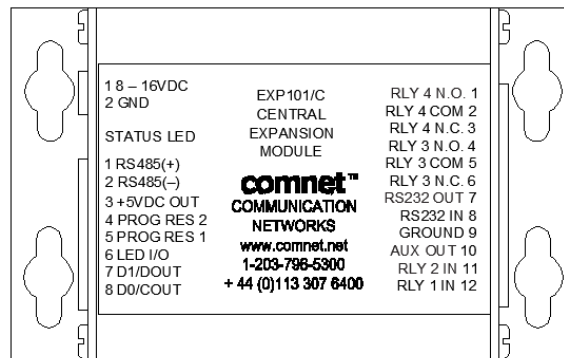 1 8 – 16VDC
2 GND
STATUS LED
1 RS485(+)
2 RS485(–)
3 +5VDC OUT
4 PROG RES 2
5 PROG RES 1
6 LED I/O
7 D1/DOUT
8 D0/COUT
EXP101/C
CENTRAL
EXPANSION
MODULE
comnet™
COMMUNICATION
NETWORKS
www.comnet.net
1-203-796-5300
+ 44 (0)113 307 6400
RLY 4 N.O. 1
RLY 4 COM 2
RLY 4 N.C. 3
RLY 3 N.O. 4
RLY 3 COM 5
RLY 3 N.C. 6
RS232 OUT 7
RS232 IN 8
GROUND 9
AUX OUT 10
RLY 2 IN 11
RLY 1 IN 12